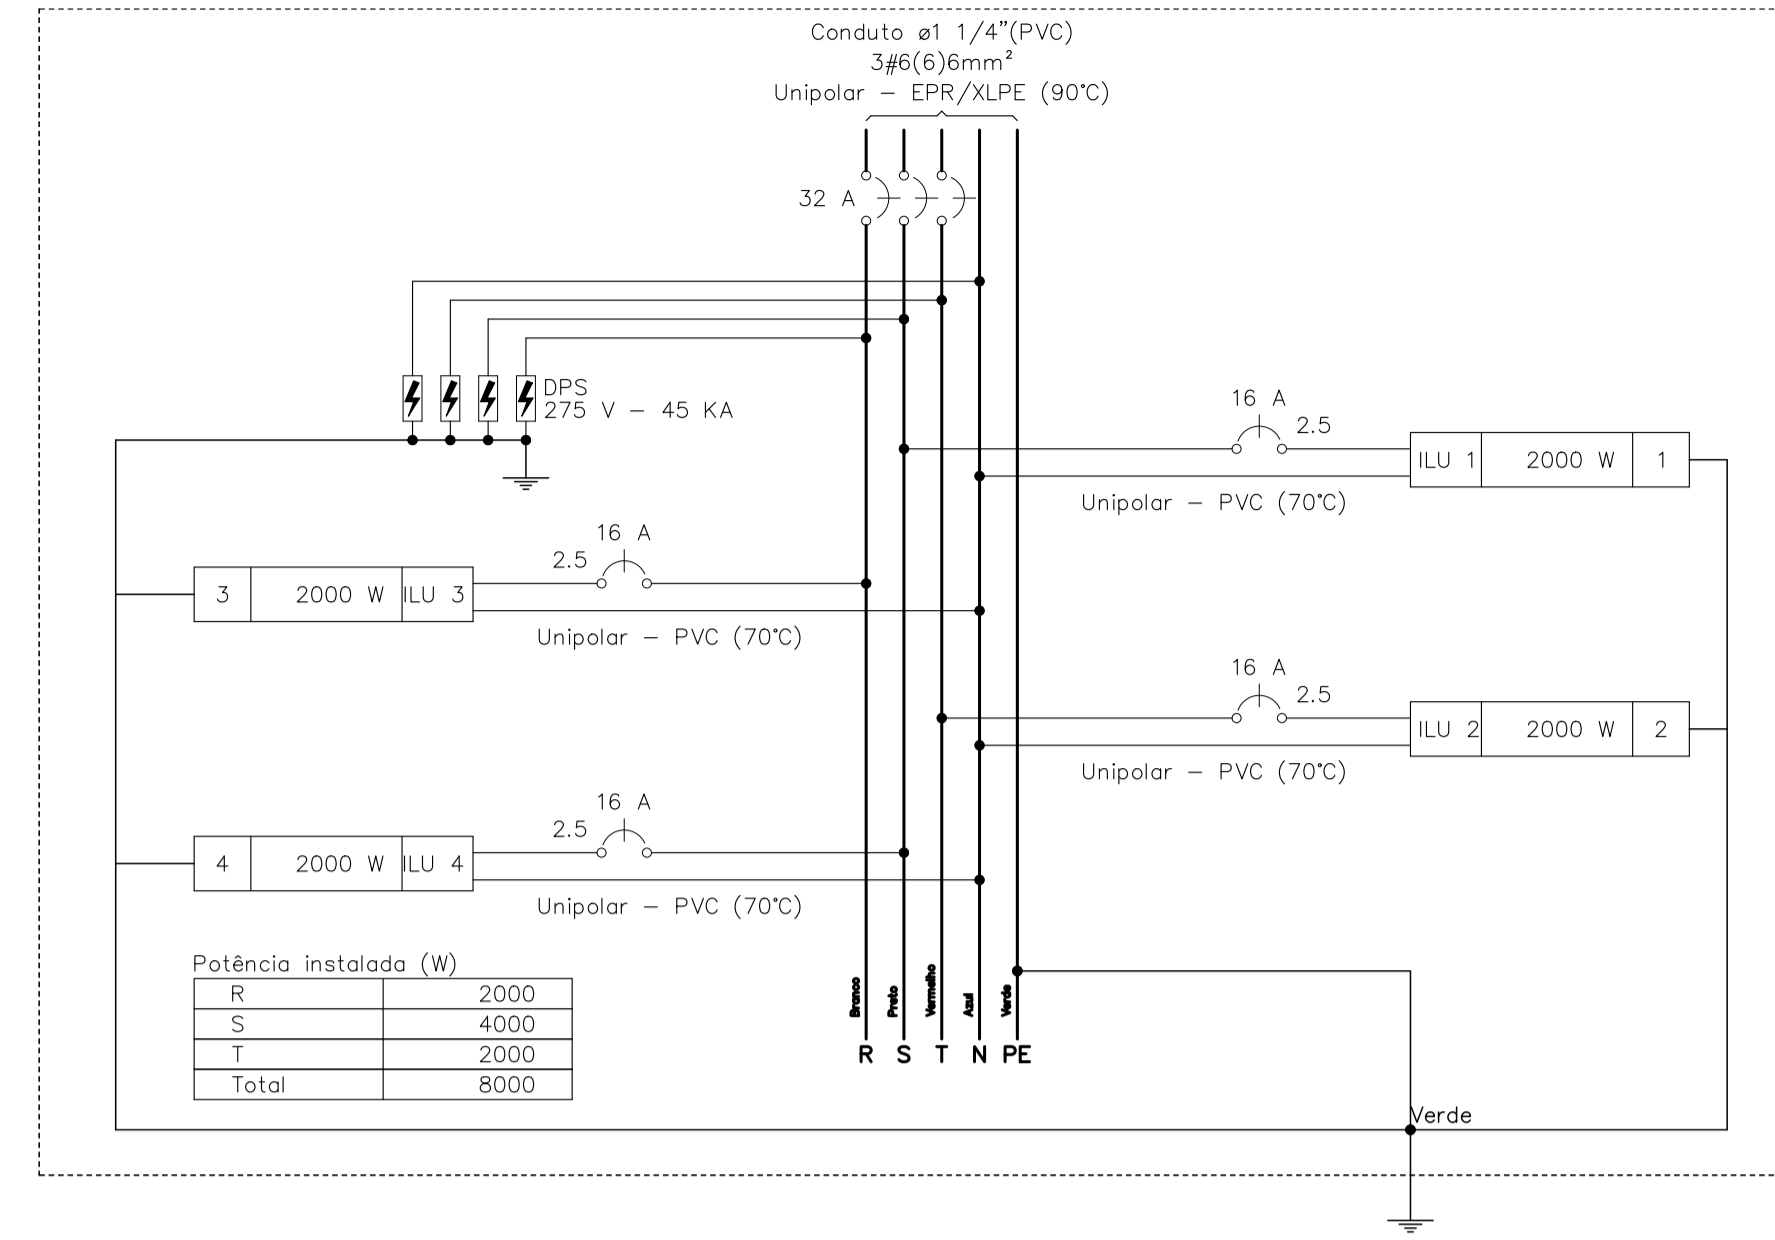 Conduto ø1 1/4”(PVC)
3#6(6)6mm²
Unipolar – EPR/XLPE (90°C)
32 A
DPS
275 V – 45 KA
16 A
2.5
ILU 1 2000 W 1
Unipolar – PVC (70°C)
16 A
2.5
3 2000 W ILU 3
Unipolar – PVC (70°C)
16 A
2.5
ILU 2 2000 W 2
Unipolar – PVC (70°C)
16 A
2.5
4 2000 W ILU 4
Unipolar – PVC (70°C)
Potência instalada (W)
R 2000
S 4000
T 2000
Total 8000
Branco
Preto
Vermelho
Azul
Verde
R S T N PE
Verde